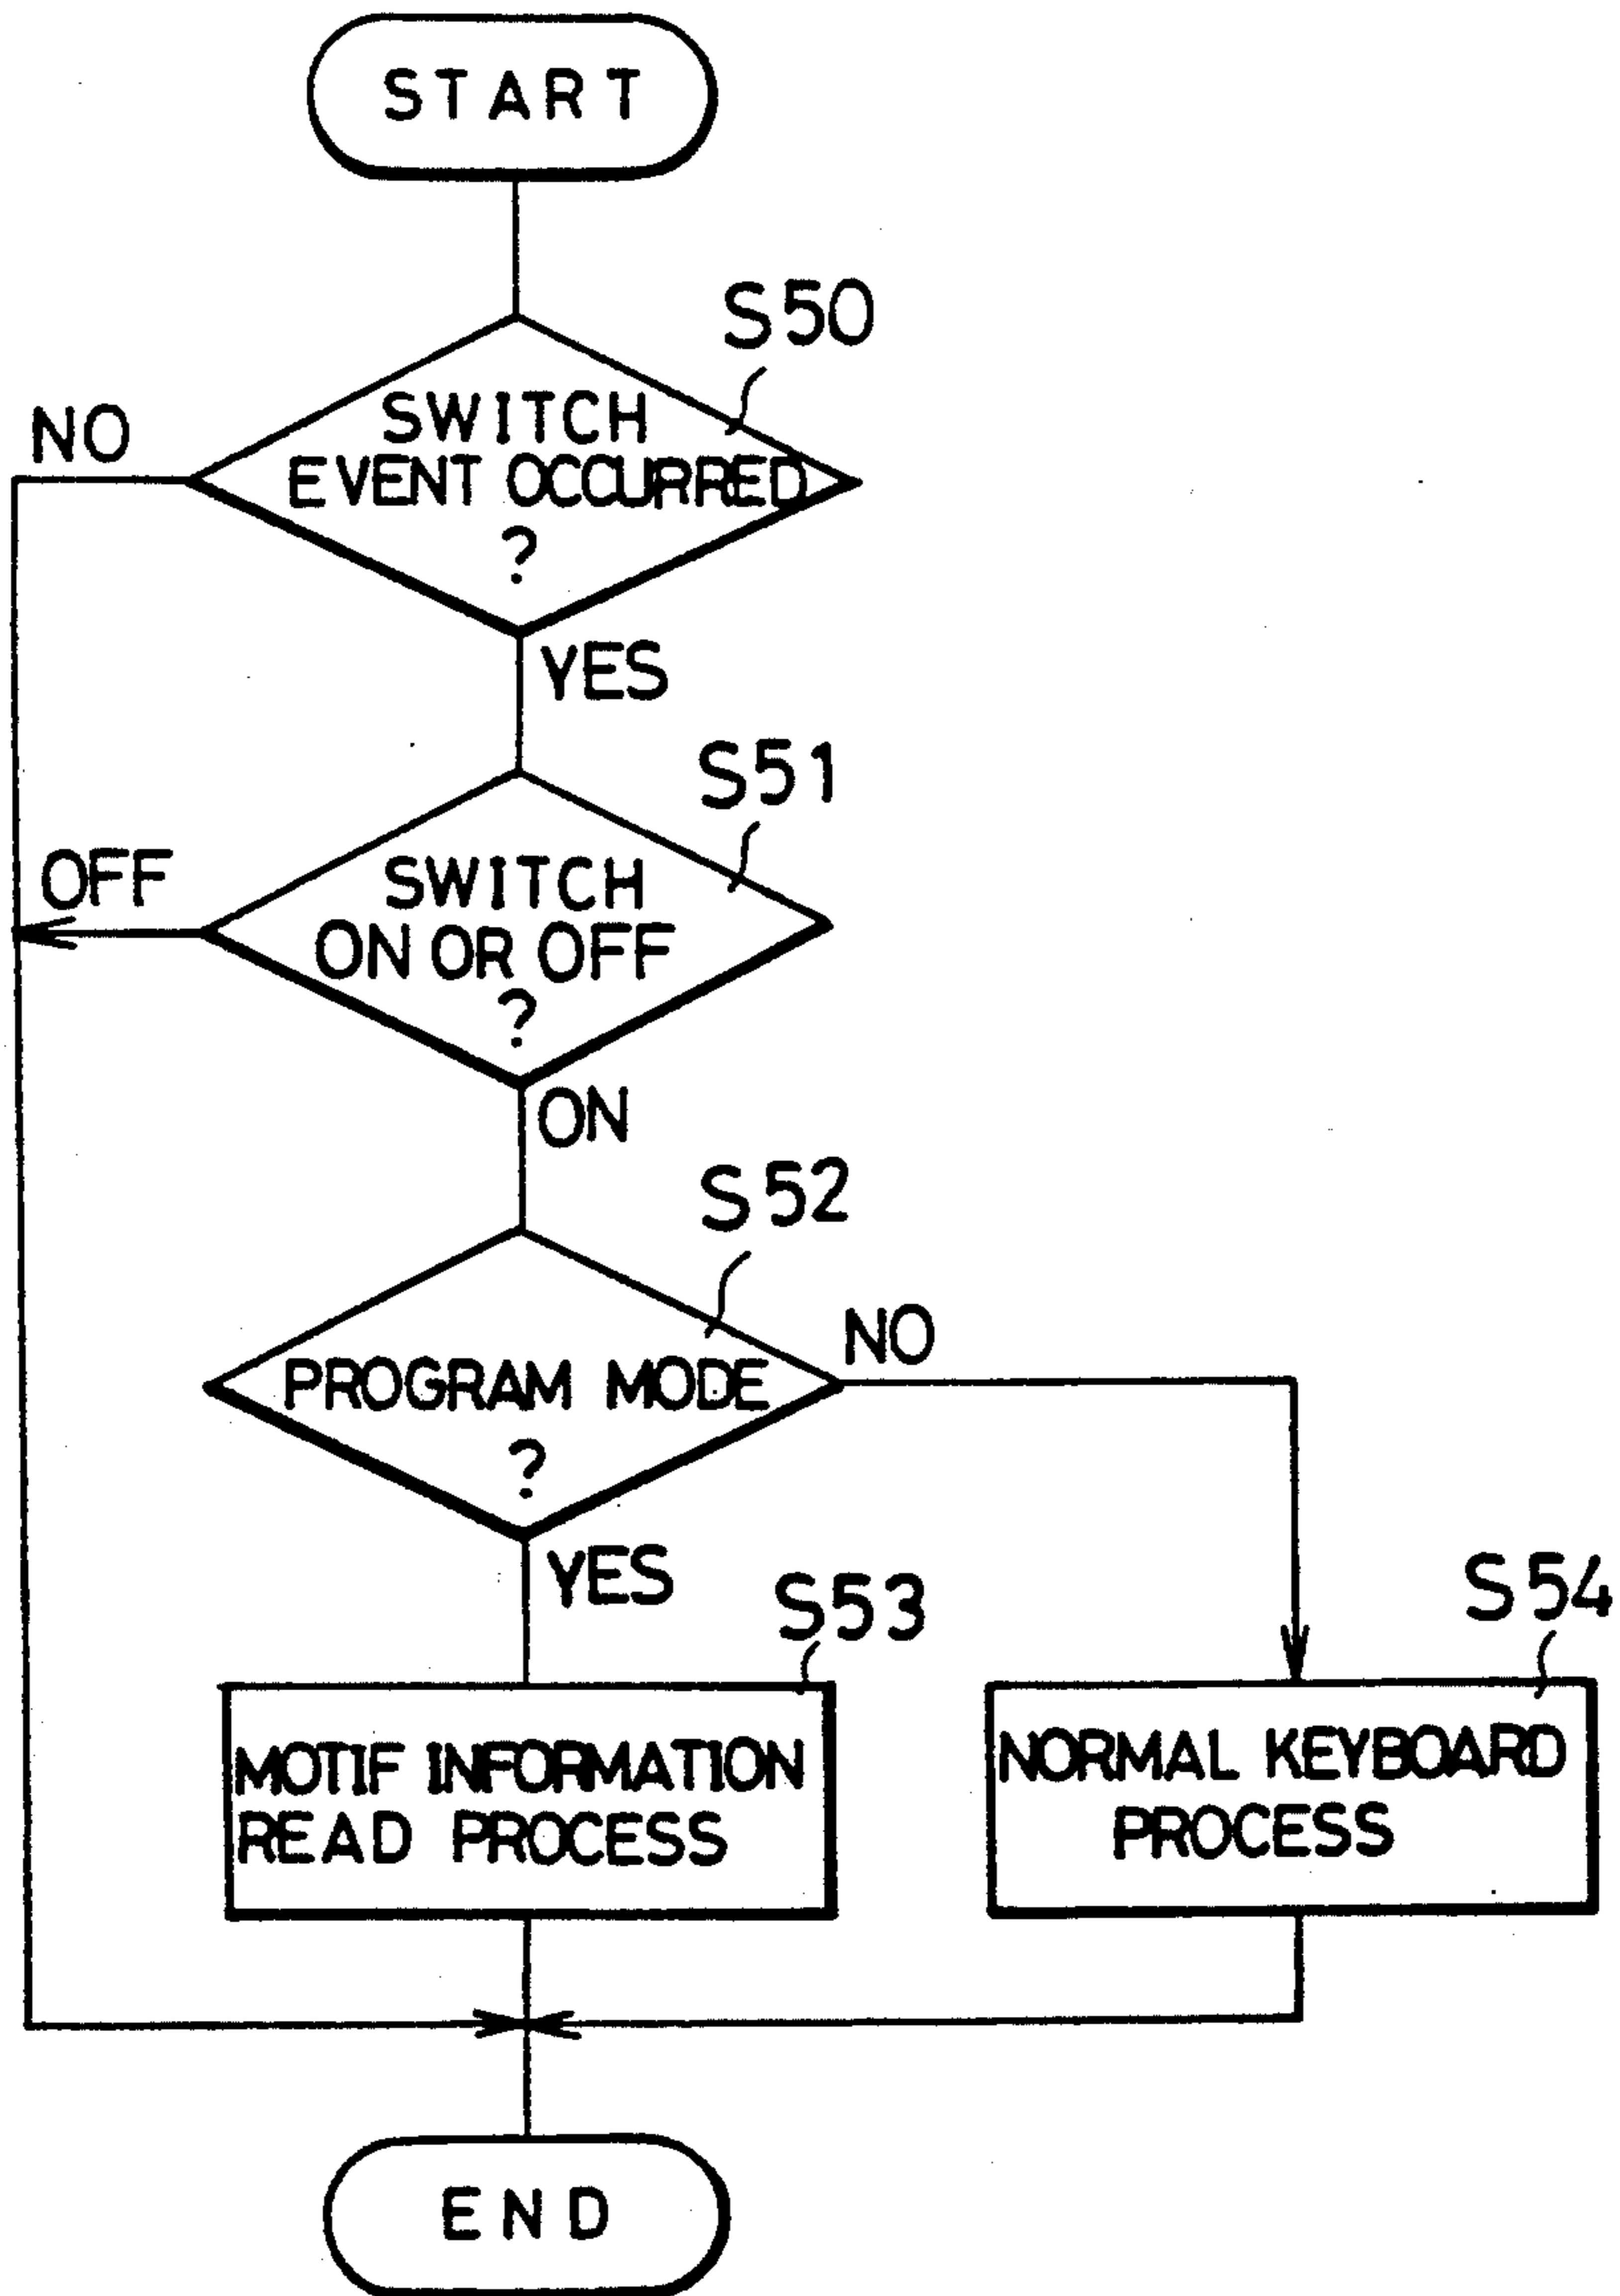 START
S50
NO
SWITCH
EVENT OCCURRED
?
YES
S51
OFF
SWITCH
ON OR OFF
?
ON
S52
NO
PROGRAM MODE
?
YES
S53
S54
MOTIF INFORMATION
READ PROCESS
NORMAL KEYBOARD
PROCESS
END